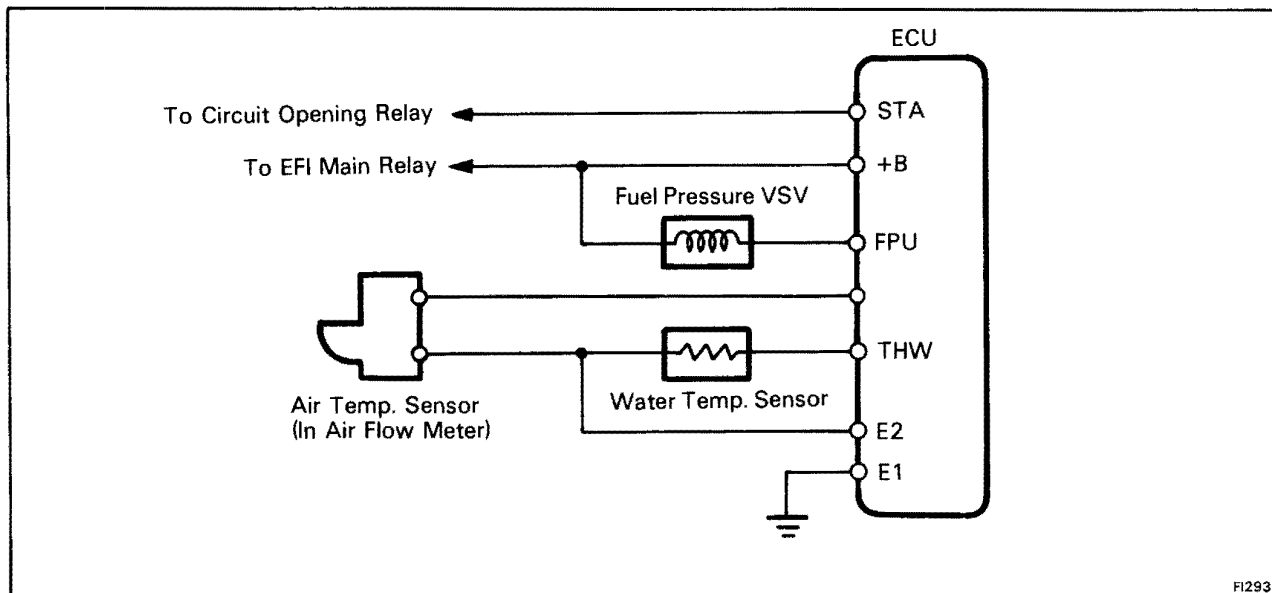 ECU
To Circuit Opening Relay
STA
To EFI Main Relay
+B
Fuel Pressure VSV
FPU
THW
Air Temp. Sensor
(In Air Flow Meter)
Water Temp. Sensor
E2
E1
FI293